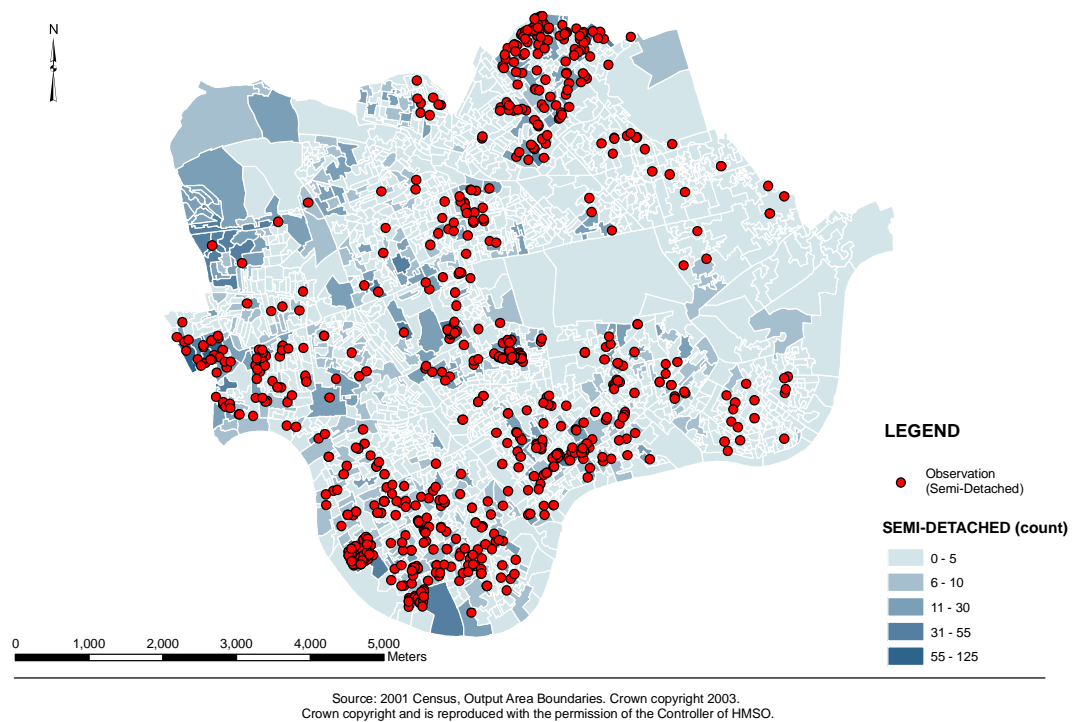 N
LEGEND
Observation
(Semi-Detached)
SEMI-DETACHED (count)
0 - 5
6 - 10
11 - 30
31 - 55
55 - 125
0 1,000 2,000 3,000 4,000 5,000
Meters
Source: 2001 Census, Output Area Boundaries. Crown copyright 2003.
Crown copyright and is reproduced with the permission of the Controller of HMSO.